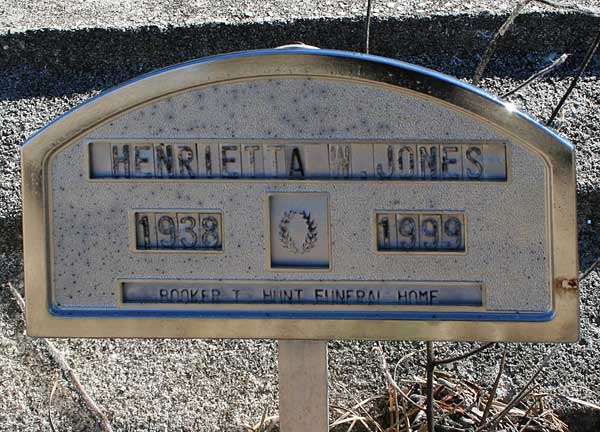 HENRIETTA W. JONES
1938 1999
BOOKER T. HUNT FUNERAL HOME